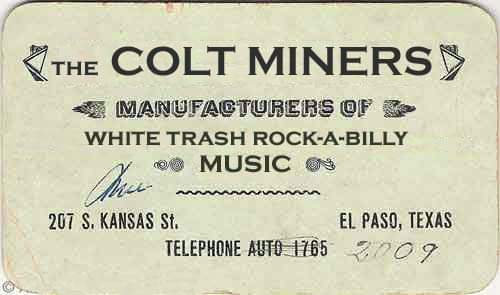 THE COLT MINERS
MANUFACTURERS OF
WHITE TRASH ROCK-A-BILLY
MUSIC
207 S. KANSAS St. EL PASO, TEXAS
TELEPHONE AUTO 1765 2009